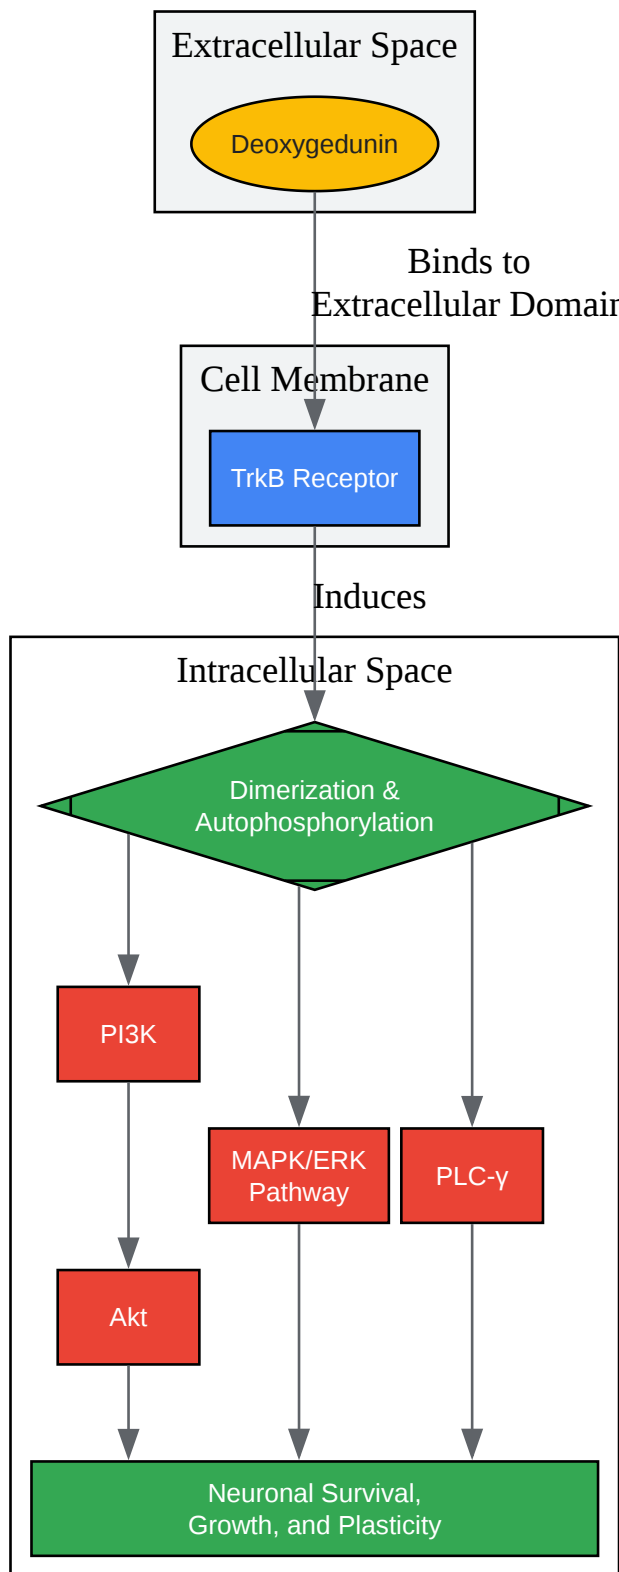 Extracellular Space
Deoxygedunin
Binds to
Extracellular Domain
Cell Membrane
TrkB Receptor
Induces
Intracellular Space
Dimerization &
Autophosphorylation
PI3K
MAPK/ERK
Pathway
PLC-γ
Akt
Neuronal Survival,
Growth, and Plasticity